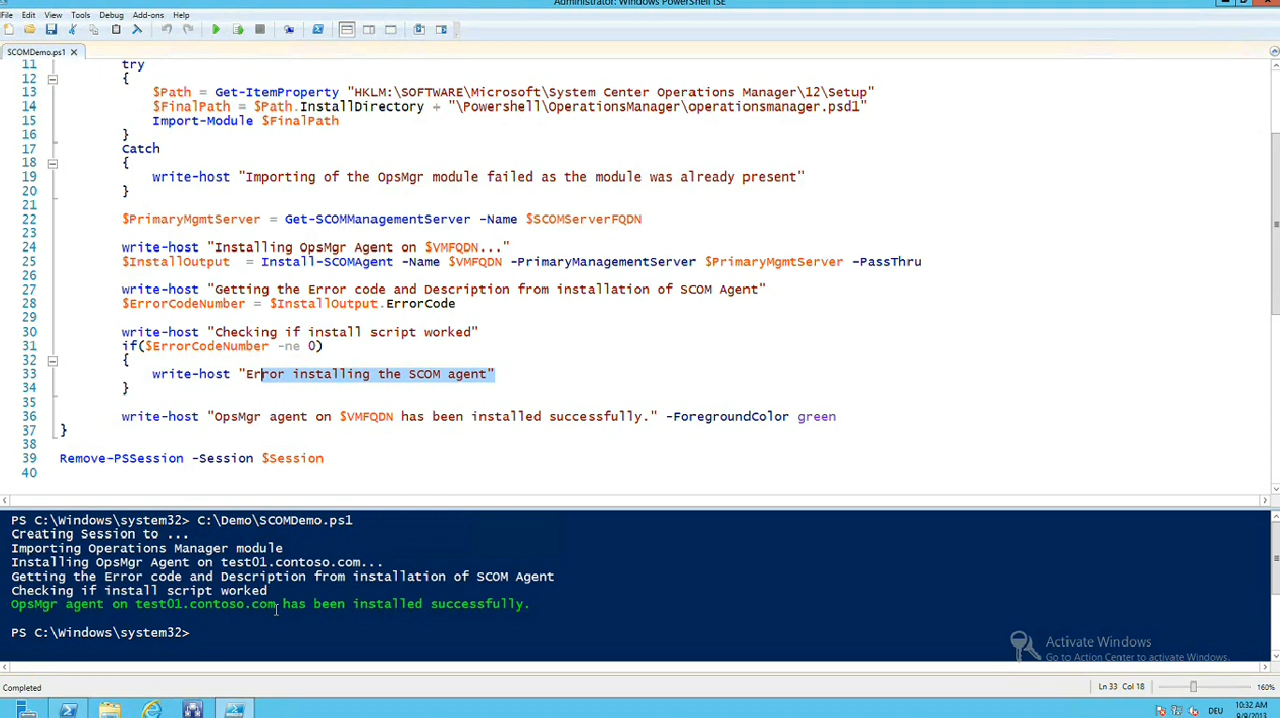 Administrator: Windows PowerShell ISE
File Edit View Tools Debug Add-ons Help
SCOMDemo.ps1
11 try
12 {
13 $Path = Get-ItemProperty "HKLM:\SOFTWARE\Microsoft\System Center Operations Manager\12\Setup"
14 $FinalPath = $Path.InstallDirectory + "\Powershell\OperationsManager\operationsmanager.psd1"
15 Import-Module $FinalPath
16 }
17 Catch
18 {
19 write-host "Importing of the OpsMgr module failed as the module was already present"
20 }
21
22 $PrimaryMgmtServer = Get-SCOMManagementServer -Name $SCOMServerFQDN
23
24 write-host "Installing OpsMgr Agent on $VMFQDN..."
25 $InstallOutput = Install-SCOMAgent -Name $VMFQDN -PrimaryManagementServer $PrimaryMgmtServer -PassThru
26
27 write-host "Getting the Error code and Description from installation of SCOM Agent"
28 $ErrorCodeNumber = $InstallOutput.ErrorCode
29
30 write-host "Checking if install script worked"
31 if($ErrorCodeNumber -ne 0)
32 {
33 write-host "Error installing the SCOM agent"
34 }
35
36 write-host "OpsMgr agent on $VMFQDN has been installed successfully." -ForegroundColor green
37 }
38
39 Remove-PSSession -Session $Session
40
PS C:\Windows\system32> C:\Demo\SCOMDemo.ps1
Creating Session to ...
Importing Operations Manager module
Installing OpsMgr Agent on test01.contoso.com...
Getting the Error code and Description from installation of SCOM Agent
Checking if install script worked
OpsMgr agent on test01.contoso.com has been installed successfully.
PS C:\Windows\system32>
Activate Windows
Go to Action Center to activate Windows.
Completed
Ln 33 Col 18
160%
DEU
10:32 AM
9/9/2013